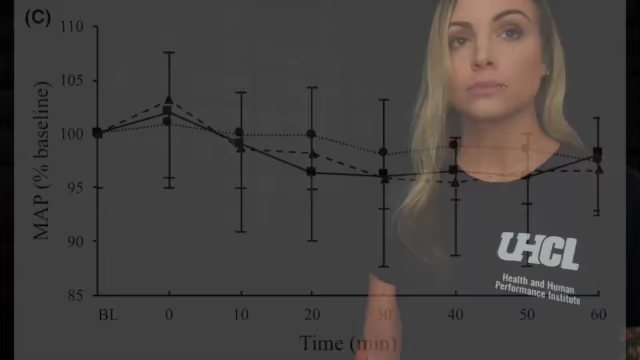 (C)
110
105
100
95
90
85
MAP (% baseline)
BL 0 10 20 30 40 50 60
Time (min)
UHCL
Health and Human
Performance Institute